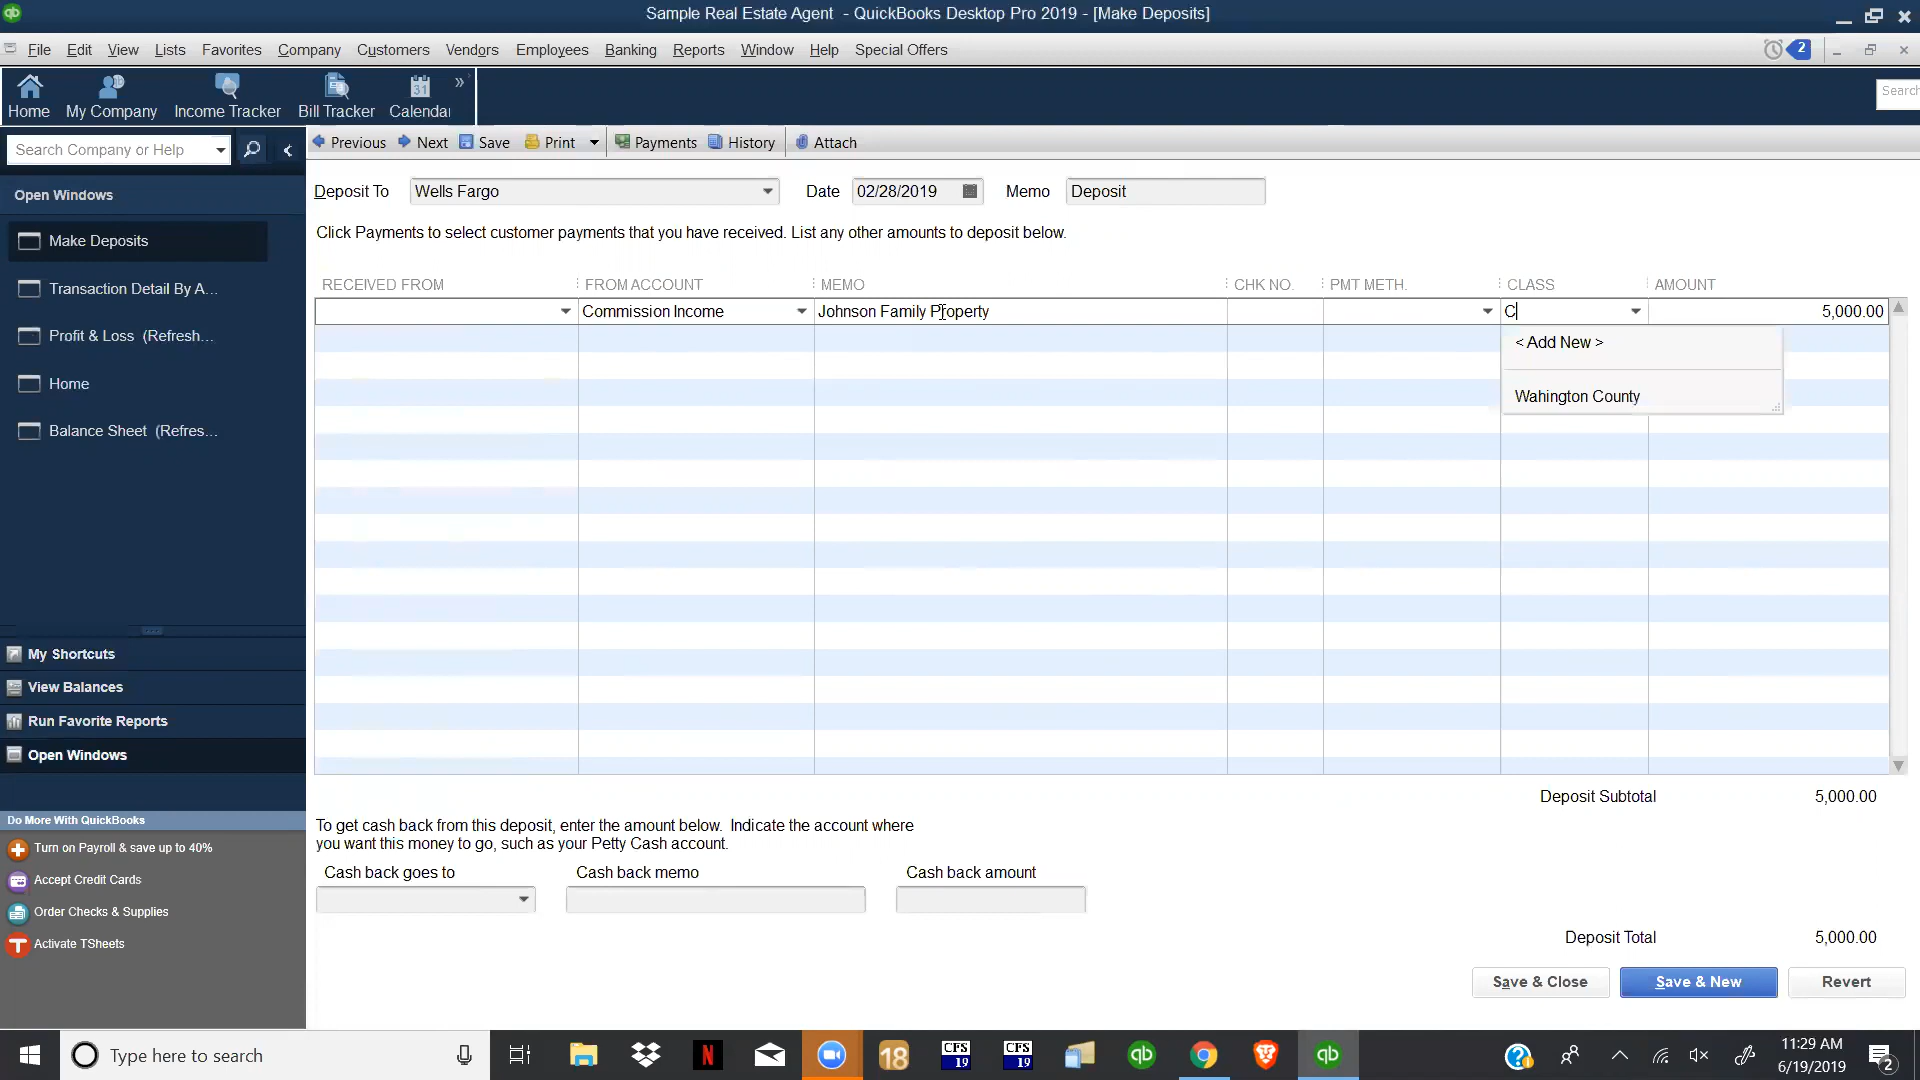 Sample Real Estate Agent - QuickBooks Desktop Pro 2019 - [Make Deposits]
File Edit View Lists Favorites Company Customers Vendors Employees Banking Reports Window Help Special Offers
2
Home My Company Income Tracker Bill Tracker Calendar
31
Search
Search Company or Help
Previous Next Save Print Payments History Attach
Open Windows
Make Deposits
Transaction Detail By A...
Profit & Loss (Refresh...
Home
Balance Sheet (Refres...
Deposit To Wells Fargo Date 02/28/2019 Memo Deposit
Click Payments to select customer payments that you have received. List any other amounts to deposit below.
RECEIVED FROM FROM ACCOUNT MEMO CHK NO. PMT METH. CLASS AMOUNT
Commission Income Johnson Family Property C 5,000.00
< Add New >
Wahington County
My Shortcuts
View Balances
Run Favorite Reports
Open Windows
Do More With QuickBooks
Turn on Payroll & save up to 40%
Accept Credit Cards
Order Checks & Supplies
Activate TSheets
Deposit Subtotal 5,000.00
To get cash back from this deposit, enter the amount below. Indicate the account where
you want this money to go, such as your Petty Cash account.
Cash back goes to Cash back memo Cash back amount
Deposit Total 5,000.00
Save & Close Save & New Revert
Type here to search
N
18
CFS
19
CFS
19
qb
qb
11:29 AM
6/19/2019
2